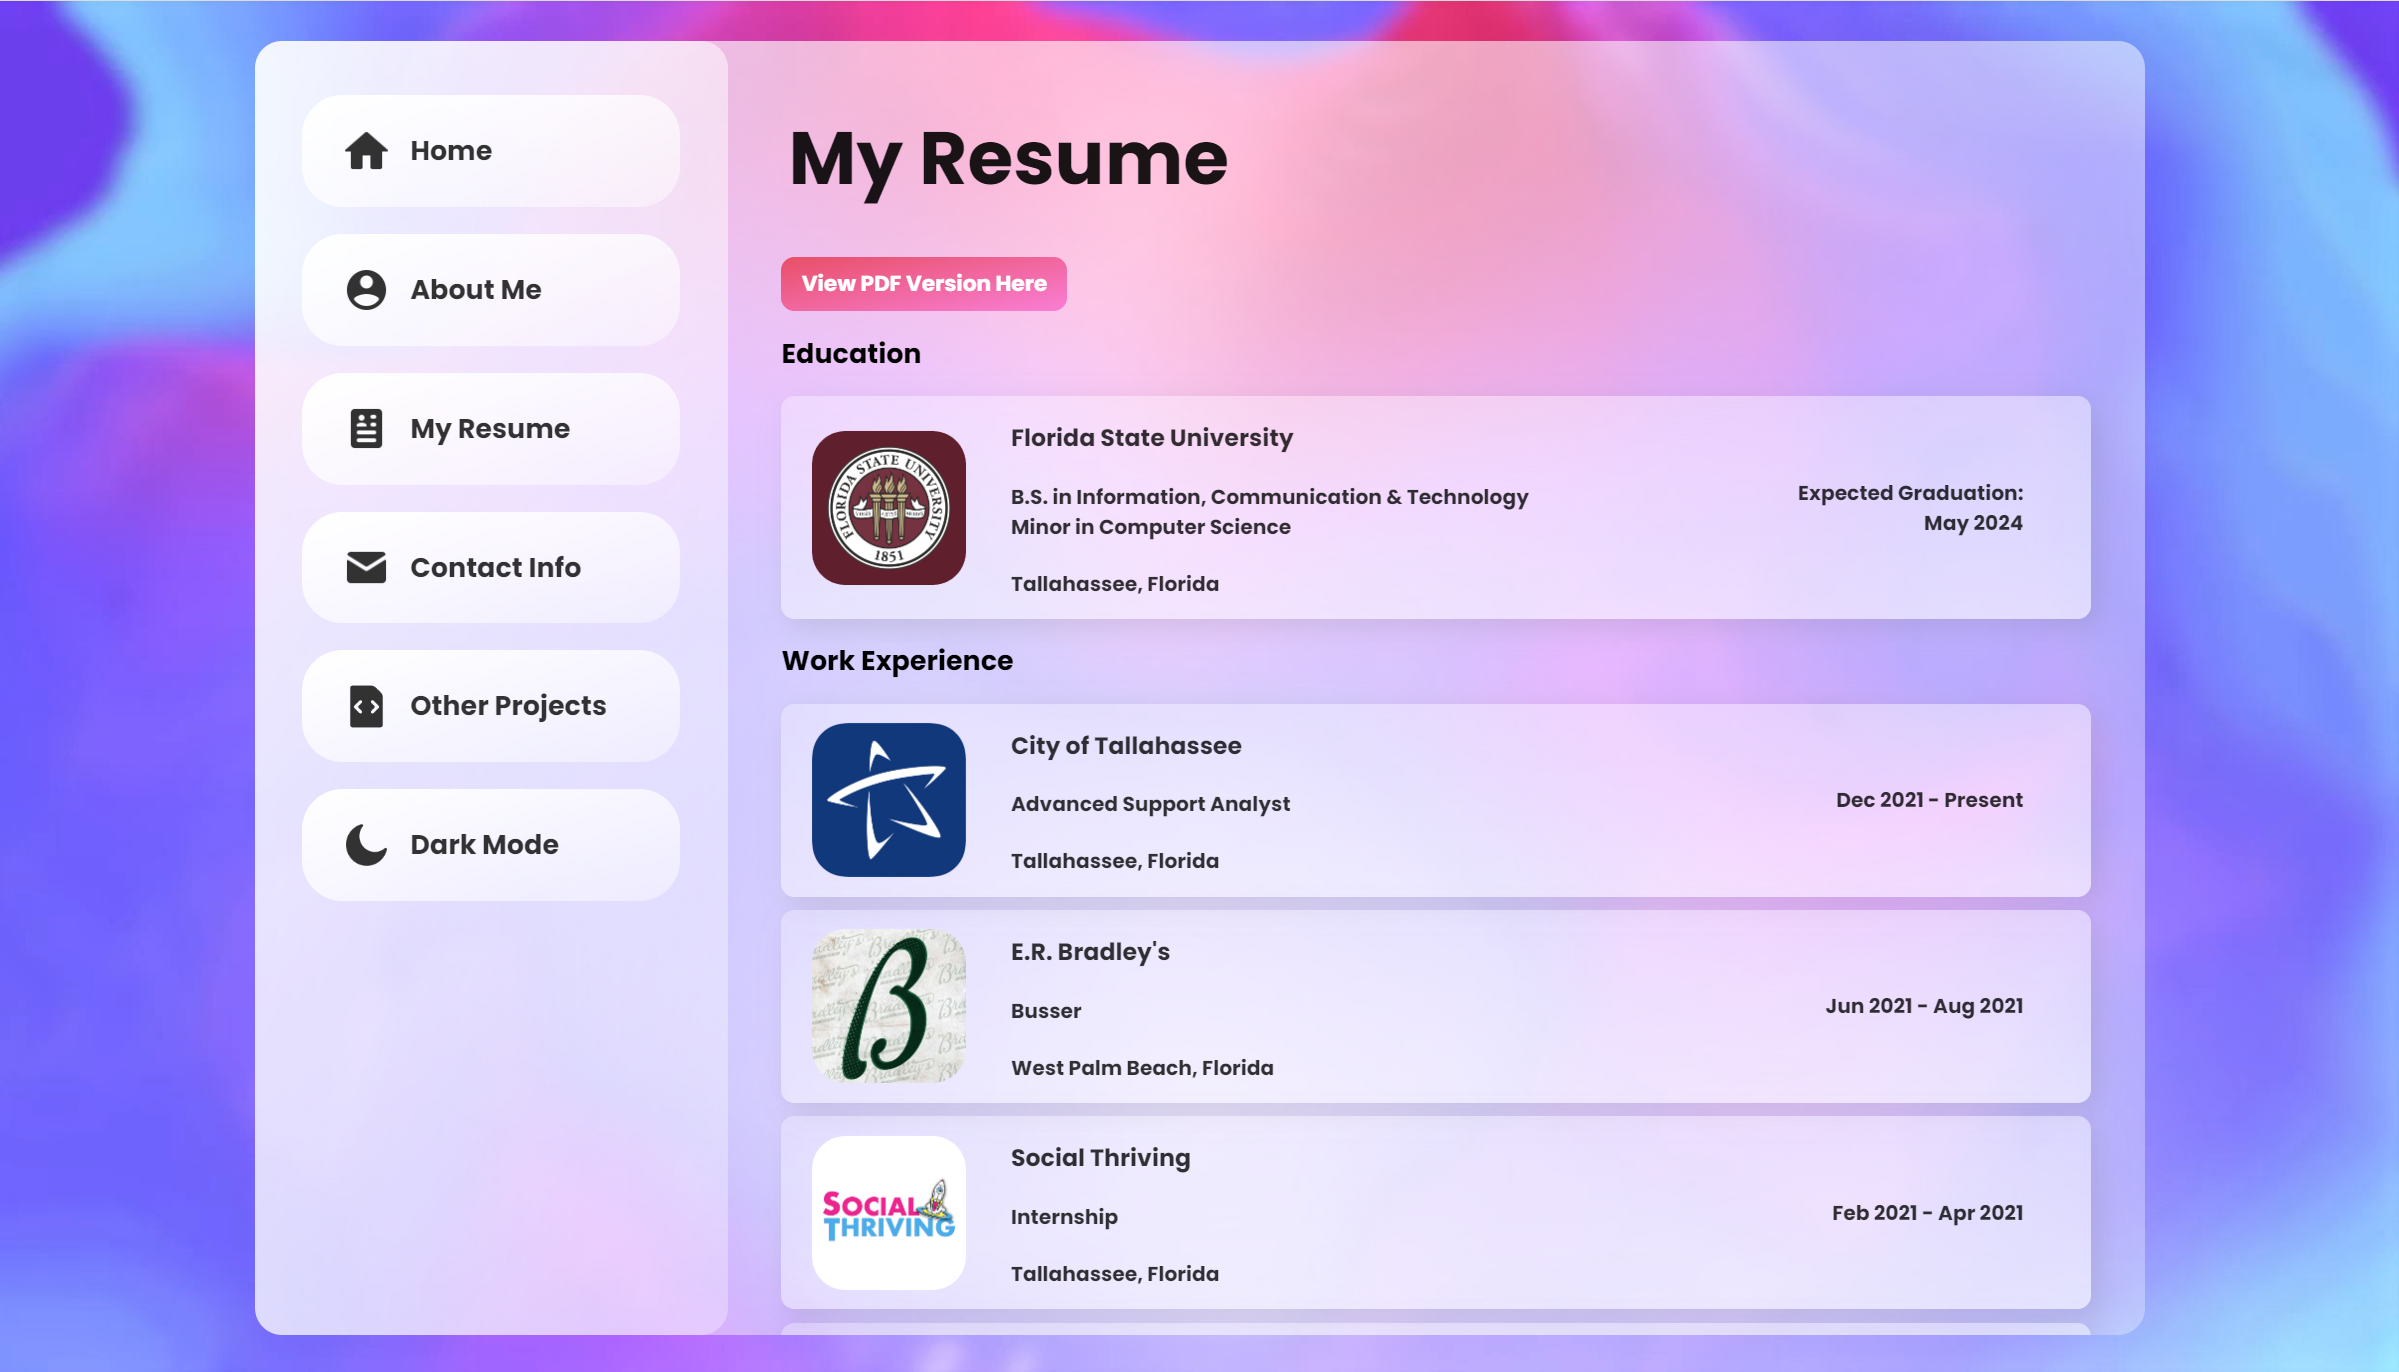 Home
About Me
My Resume
Contact Info
Other Projects
Dark Mode
My Resume
View PDF Version Here
Education
FLORIDA STATE UNIVERSITY
1851
Florida State University
B.S. in Information, Communication & Technology
Minor in Computer Science
Tallahassee, Florida
Expected Graduation:
May 2024
Work Experience
City of Tallahassee
Advanced Support Analyst
Tallahassee, Florida
Dec 2021 - Present
B
E.R. Bradley's
Busser
West Palm Beach, Florida
Jun 2021 - Aug 2021
SOCIAL
THRIVING
Social Thriving
Internship
Tallahassee, Florida
Feb 2021 - Apr 2021